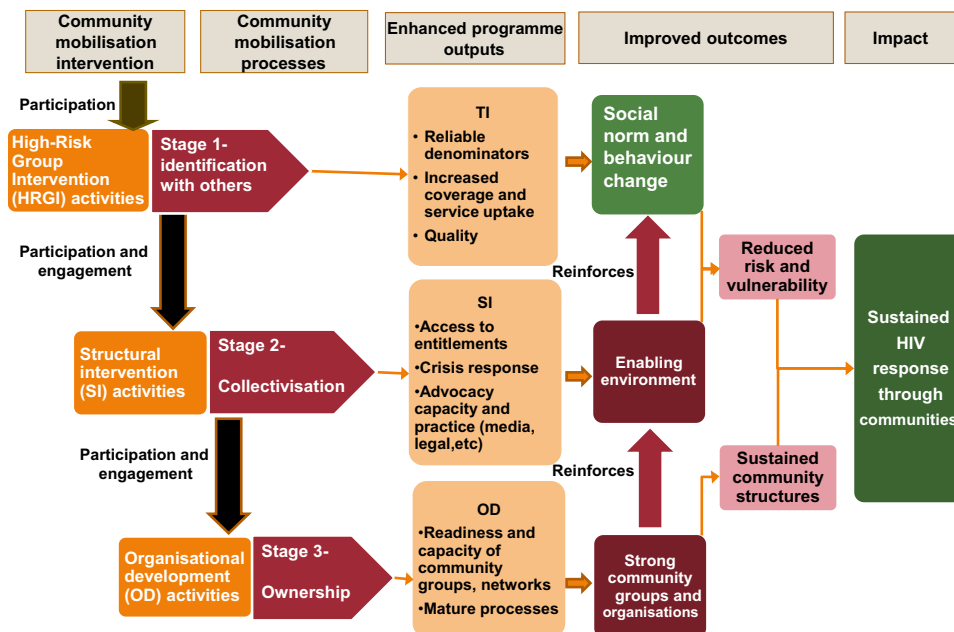 Community
mobilisation
intervention
Community
mobilisation
processes
Enhanced programme
outputs
Improved outcomes
Impact
Participation
High-Risk
Group
Intervention
(HRGI) activities
Stage 1-
identification
with others
TI
• Reliable
denominators
• Increased
coverage and
service uptake
• Quality
Social
norm and
behaviour
change
Participation and
engagement
Reinforces
Reduced
risk and
vulnerability
Structural
intervention
(SI) activities
Stage 2-
Collectivisation
SI
•Access to
entitlements
•Crisis response
•Advocacy
capacity and
practice (media,
legal,etc)
Enabling
environment
Sustained
HIV
response
through
communities
Participation and
engagement
Reinforces
Sustained
community
structures
Organisational
development
(OD) activities
Stage 3-
Ownership
OD
•Readiness and
capacity of
community
groups, networks
•Mature processes
Strong
community
groups and
organisations